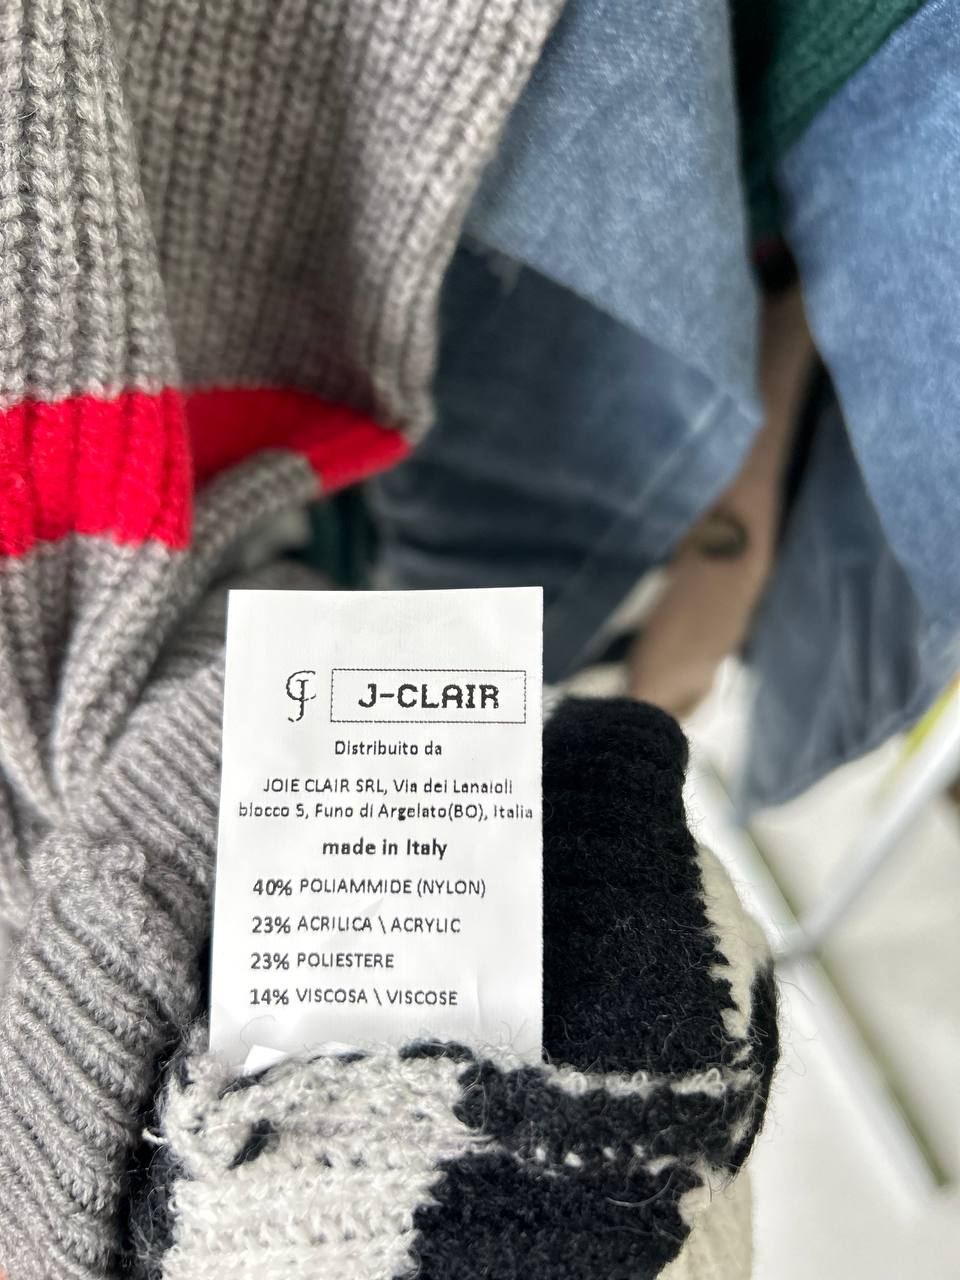 J-CLAIR
Distribuito da
JOIE CLAIR SRL, Via dei Lanaioli
blocco 5, Funo di Argelato(BO), Italia
made in Italy
40% POLIAMMIDE (NYLON)
23% ACRILICA \ ACRYLIC
23% POLIESTERE
14% VISCOSA \ VISCOSE